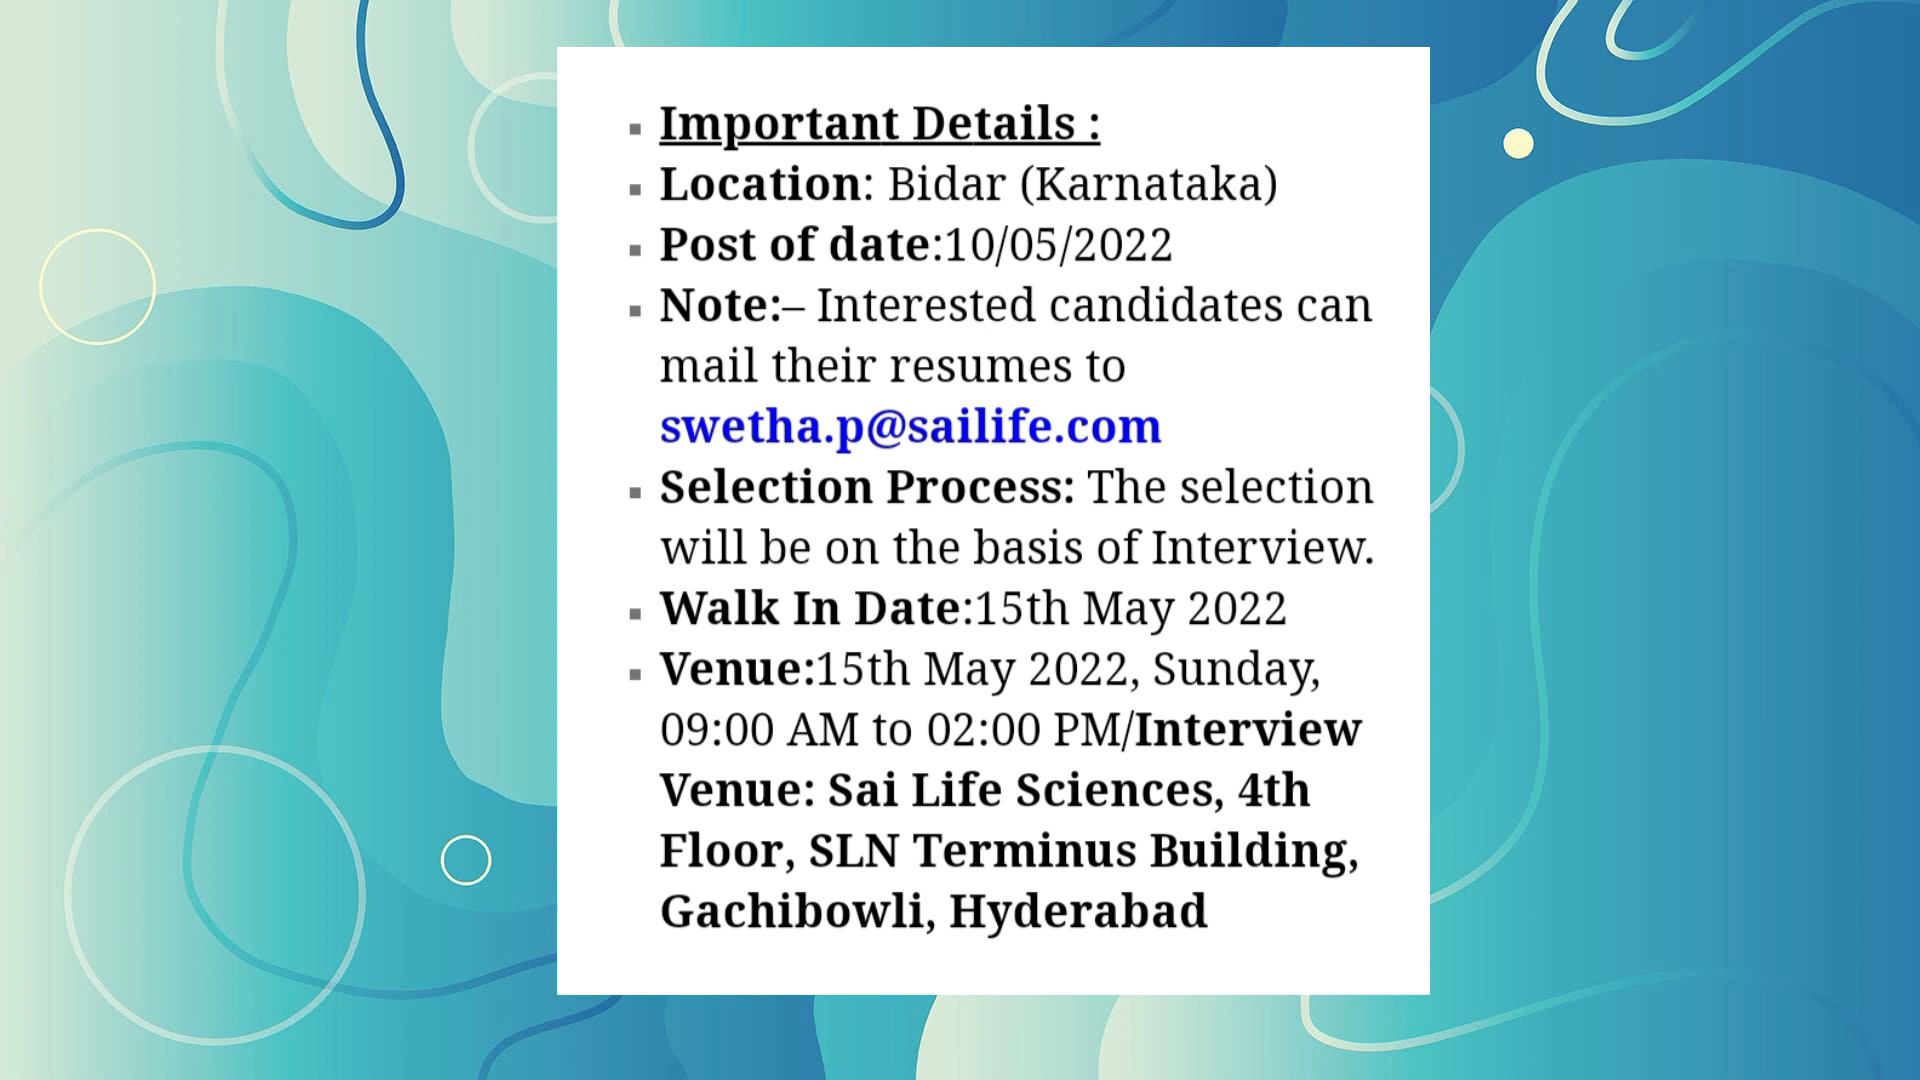 Important Details :
Location: Bidar (Karnataka)
Post of date:10/05/2022
Note:– Interested candidates can
mail their resumes to
swetha.p@sailife.com
Selection Process: The selection
will be on the basis of Interview.
Walk In Date:15th May 2022
Venue:15th May 2022, Sunday,
09:00 AM to 02:00 PM/Interview
Venue: Sai Life Sciences, 4th
Floor, SLN Terminus Building,
Gachibowli, Hyderabad